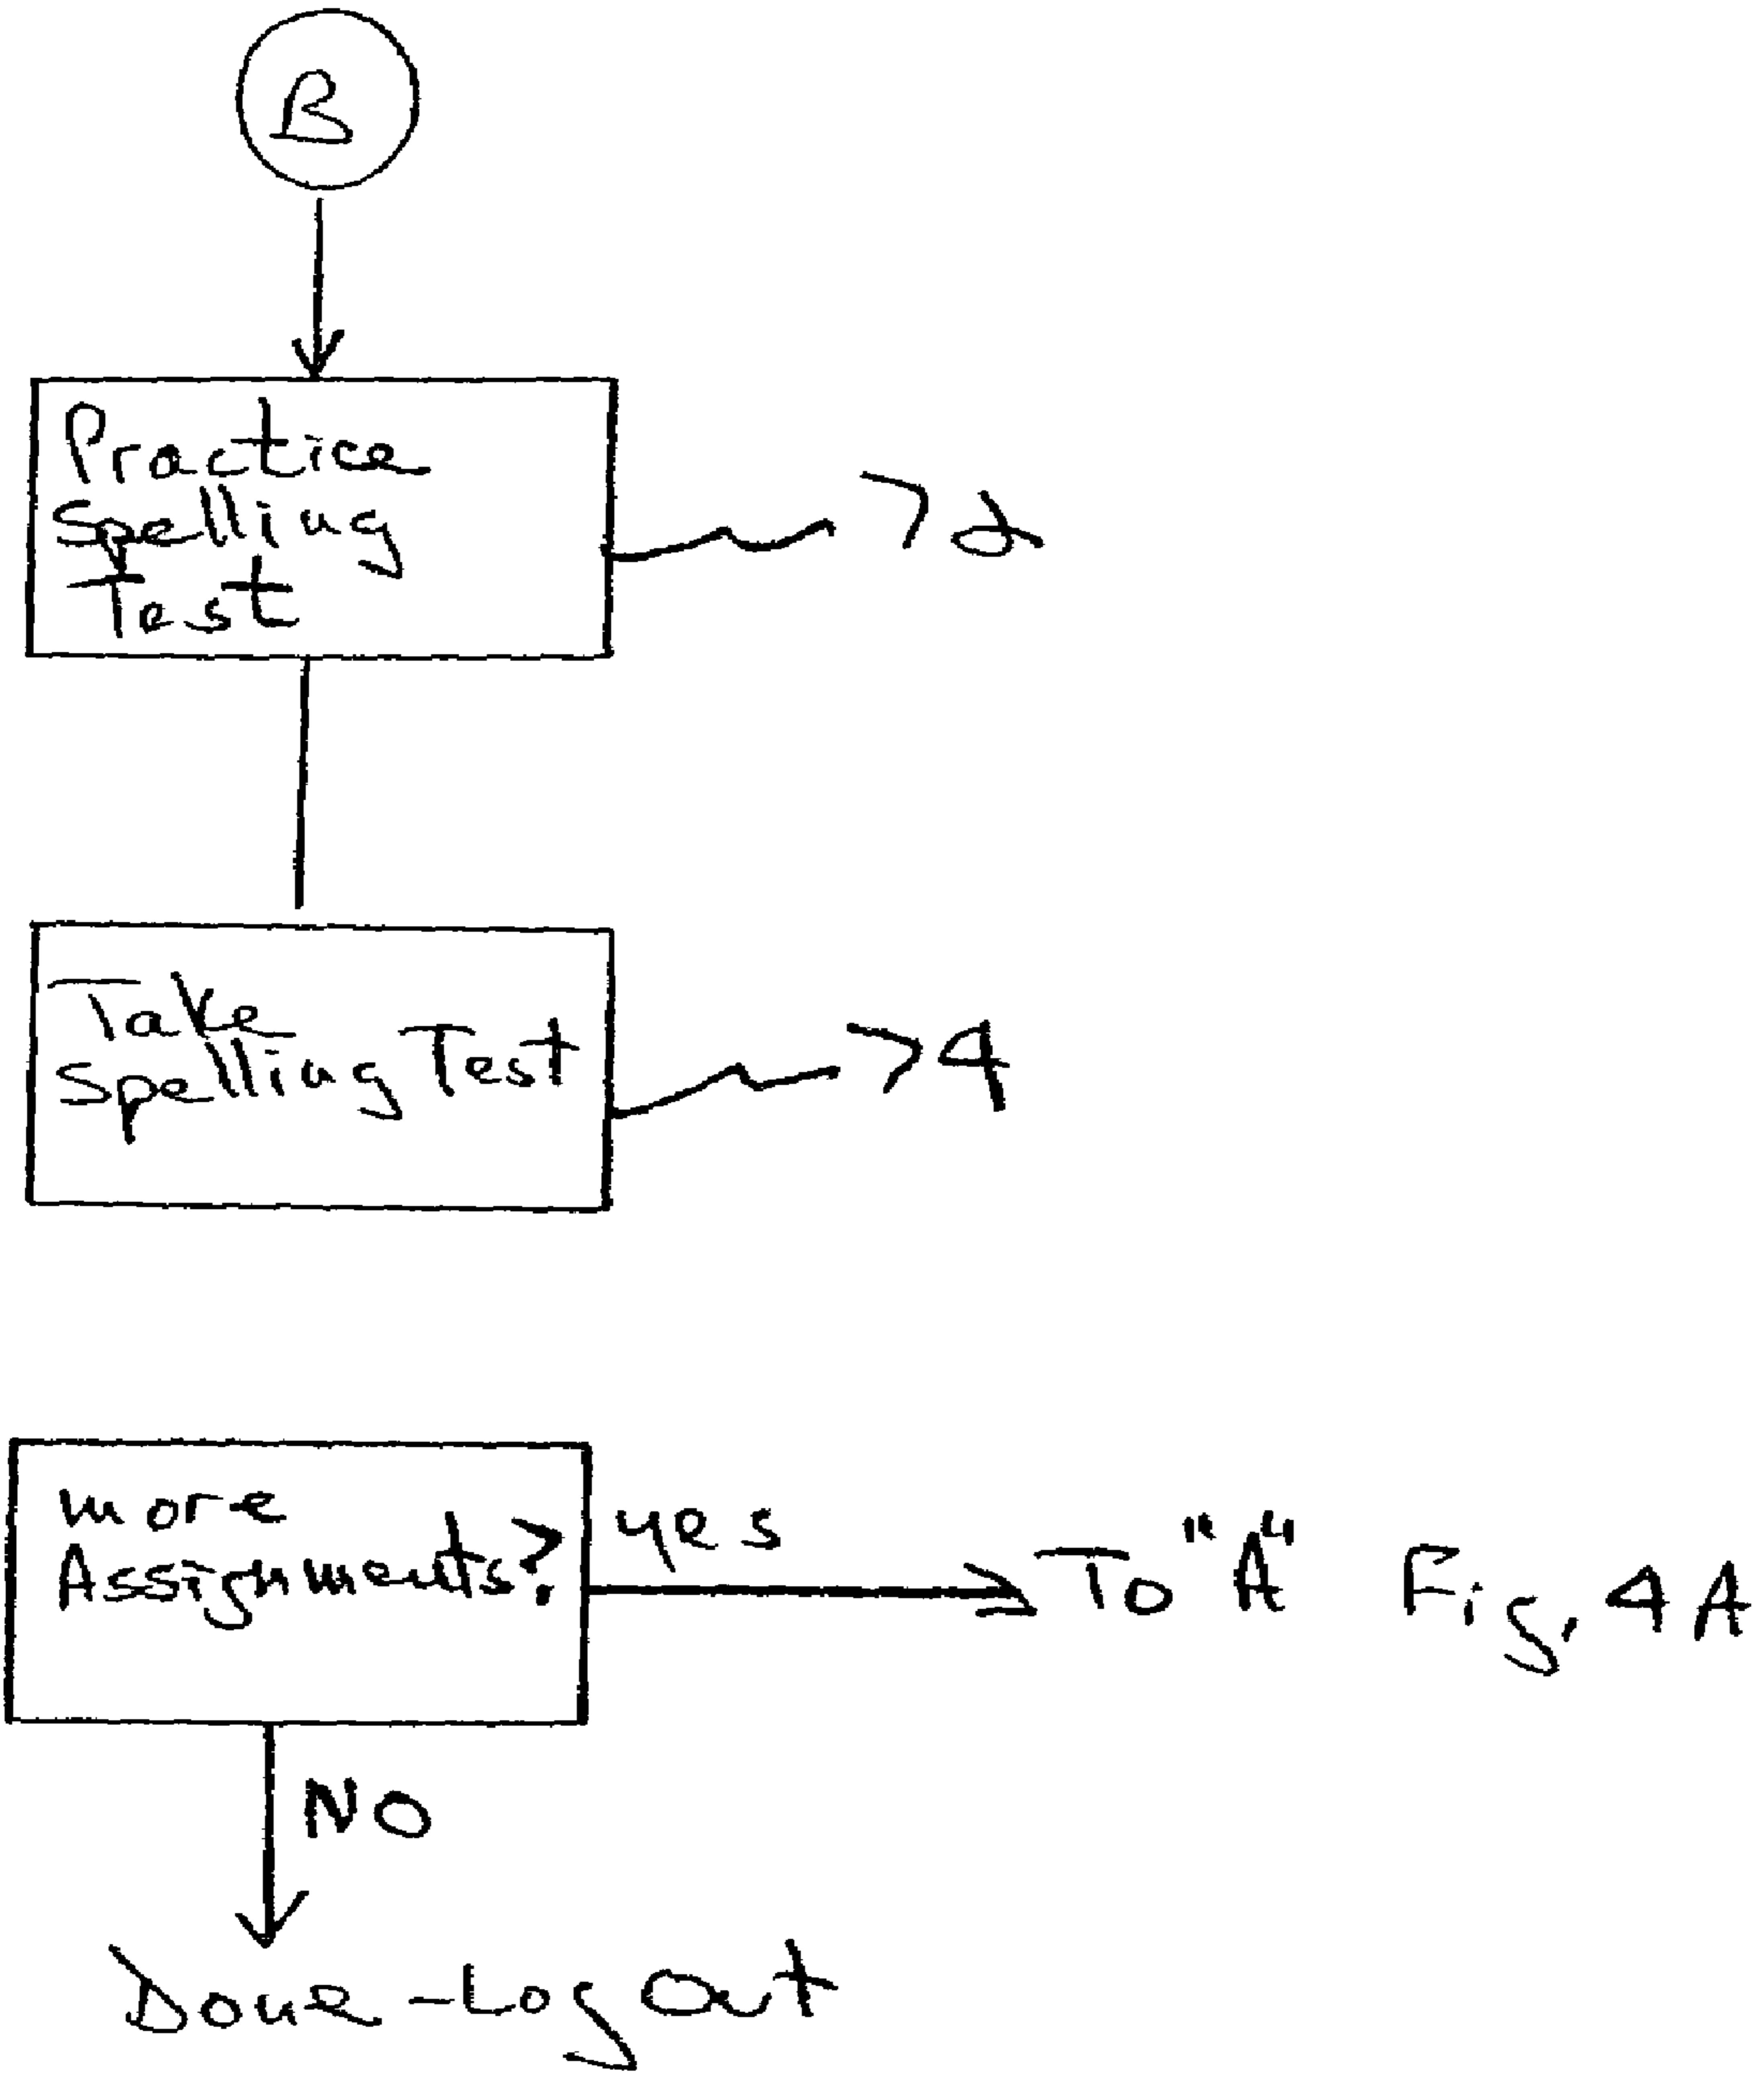 B
Practice
Spelling
Test
72
Take
Spelling Test
74
more
Assignments?
yes
To "A" Fig. 4A
NO
Done - Log Out